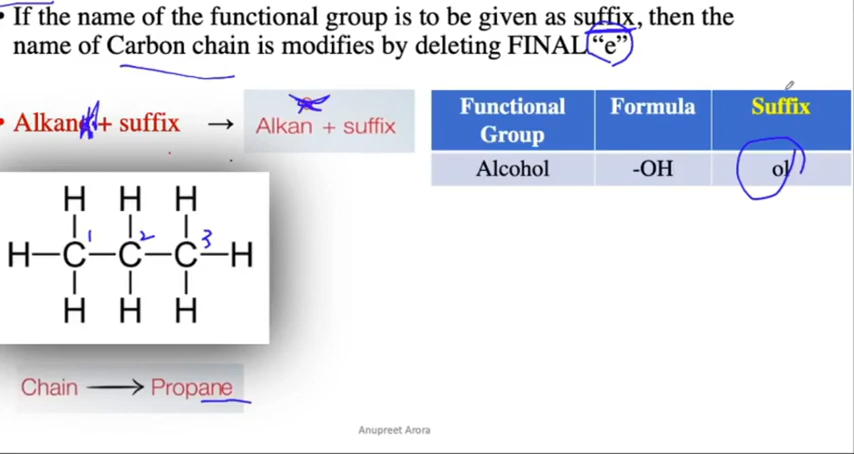 • If the name of the functional group is to be given as suffix, then the
name of Carbon chain is modifies by deleting FINAL “e”
• Alkane + suffix → Alkan + suffix
Functional Group Formula Suffix
Alcohol -OH ol
H H H
1 2 3
H–C–C–C–H
H H H
Chain ⟶ Propane
Anupreet Arora